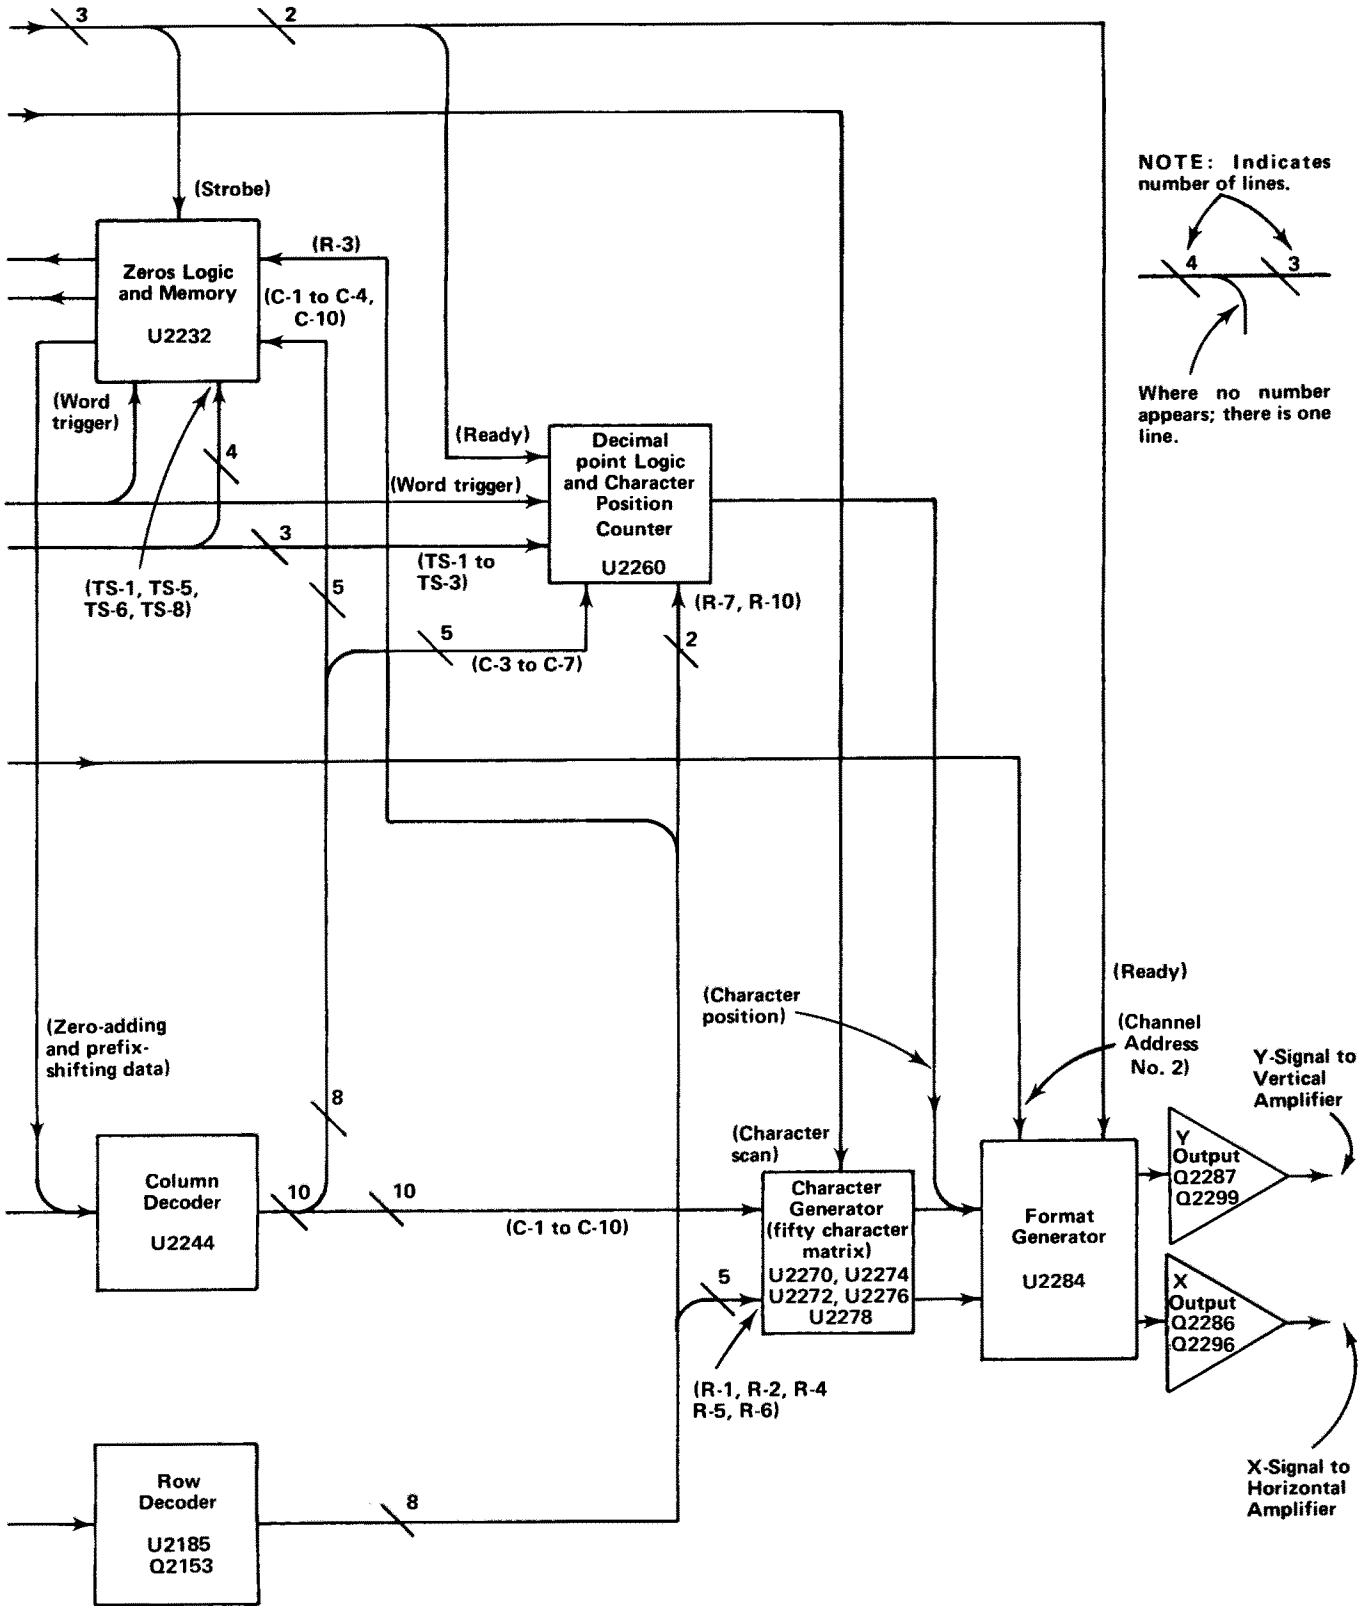 3
2
NOTE: Indicates
number of lines.
4
3
Where no number
appears; there is one
line.
(Strobe)
(R-3)
Zeros Logic
and Memory
U2232
(C-1 to C-4,
C-10)
(Word
trigger)
4
(Ready)
Decimal
point Logic
and Character
Position
Counter
U2260
(Word trigger)
3
(TS-1 to
TS-3)
(TS-1, TS-5,
TS-6, TS-8)
5
(R-7, R-10)
5
2
(C-3 to C-7)
(Ready)
(Character
position)
(Channel
Address
No. 2)
(Zero-adding
and prefix-
shifting data)
Y-Signal to
Vertical
Amplifier
8
(Character
scan)
Y
Output
Q2287
Q2299
Column
Decoder
U2244
10
10
(C-1 to C-10)
Character
Generator
(fifty character
matrix)
U2270, U2274
U2272, U2276
U2278
Format
Generator
U2284
5
X
Output
Q2286
Q2296
(R-1, R-2, R-4
R-5, R-6)
X-Signal to
Horizontal
Amplifier
Row
Decoder
U2185
Q2153
8